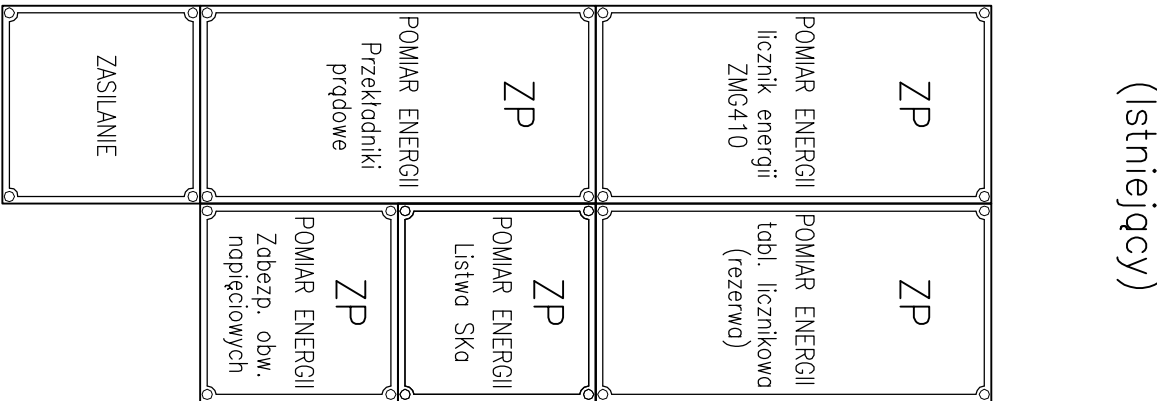 (Istniejący)
ZP
POMIAR ENERGII
licznik energii
ZMG410
ZP
POMIAR ENERGII
tabl. licznikowa
(rezerwa)
ZP
POMIAR ENERGII
Przekładniki
prądowe
ZP
POMIAR ENERGII
Listwa SKa
ZP
POMIAR ENERGII
Zabezp. obw.
napięciowych
ZASILANIE